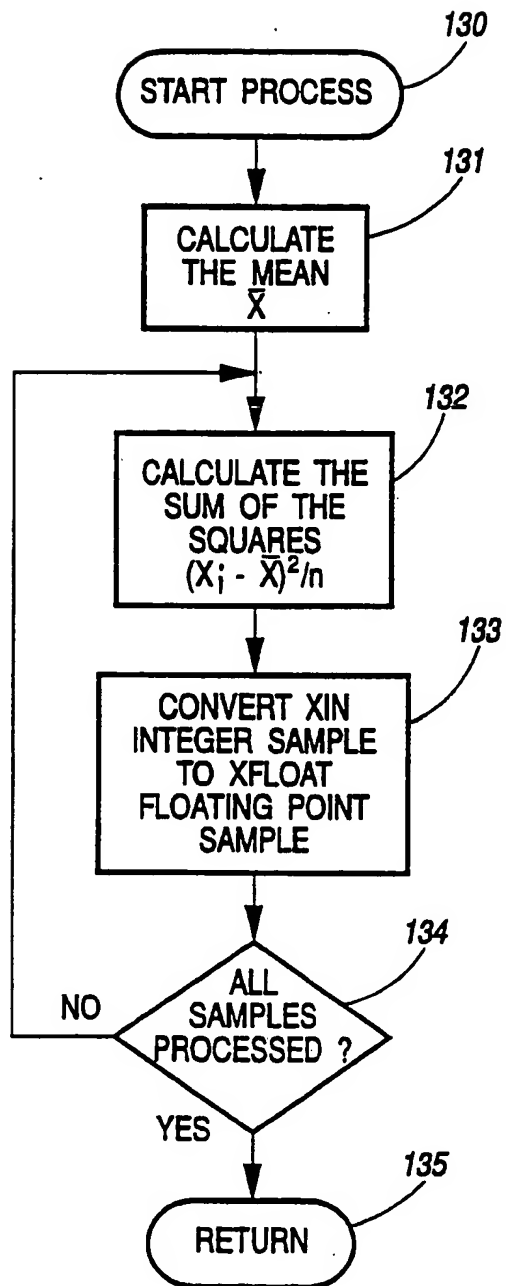 130
START PROCESS
131
CALCULATE
THE MEAN
X̅
132
CALCULATE THE
SUM OF THE
SQUARES
(Xi - X̅)²/n
133
CONVERT XIN
INTEGER SAMPLE
TO XFLOAT
FLOATING POINT
SAMPLE
134
ALL
SAMPLES
PROCESSED ?
NO
YES
135
RETURN